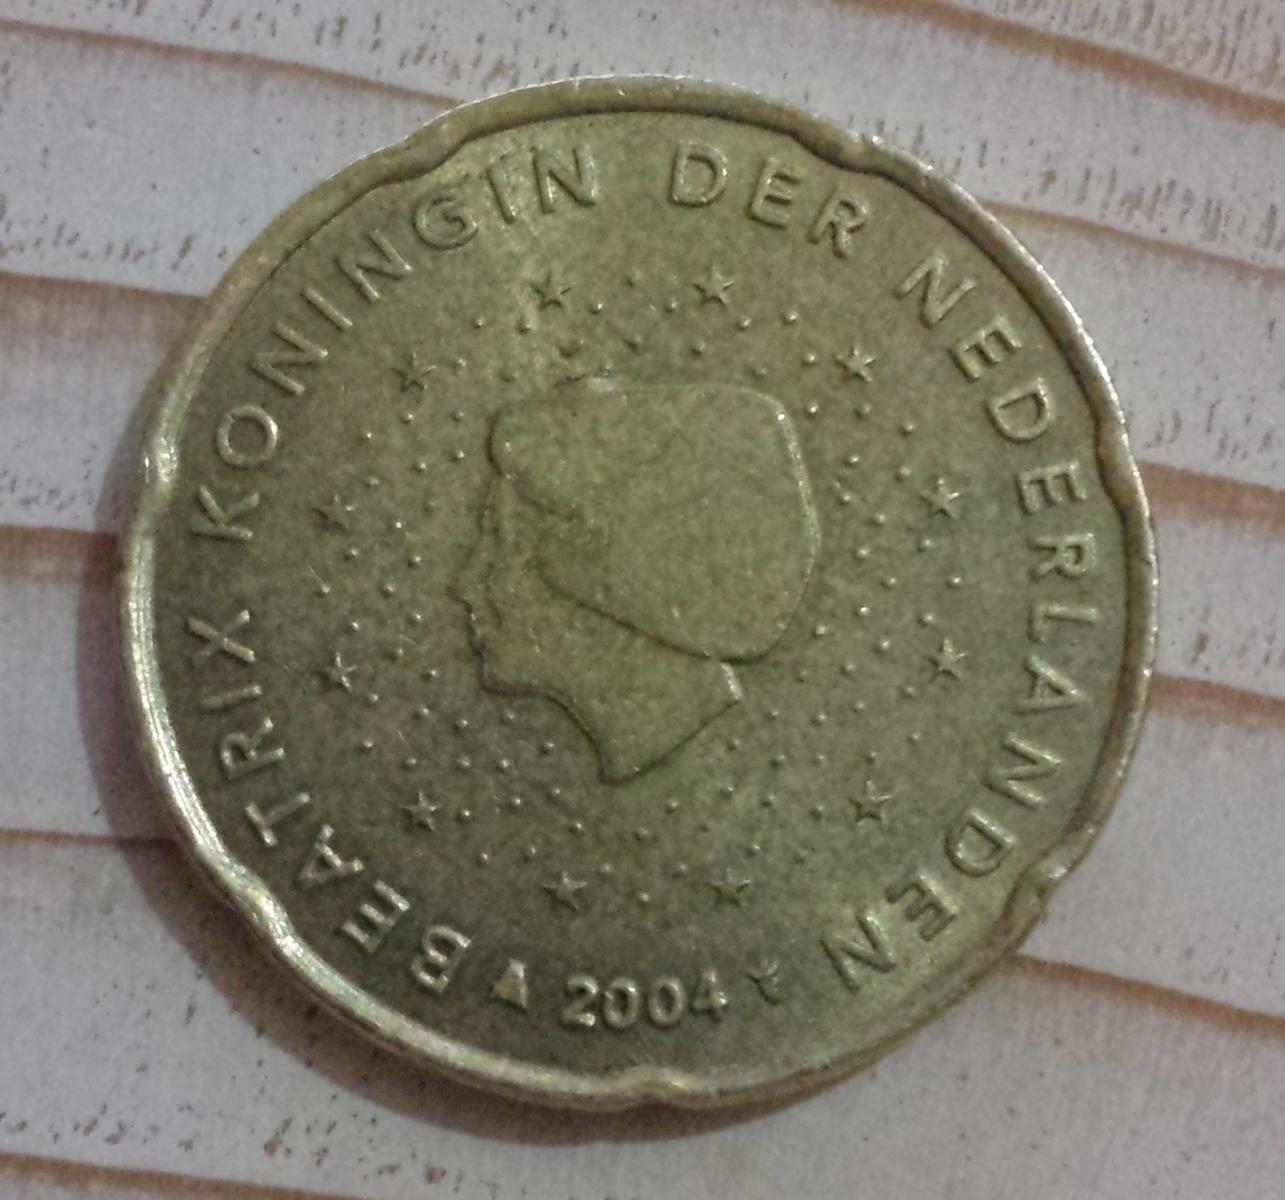 BEATRIX KONINGIN DER NEDERLANDEN
2004